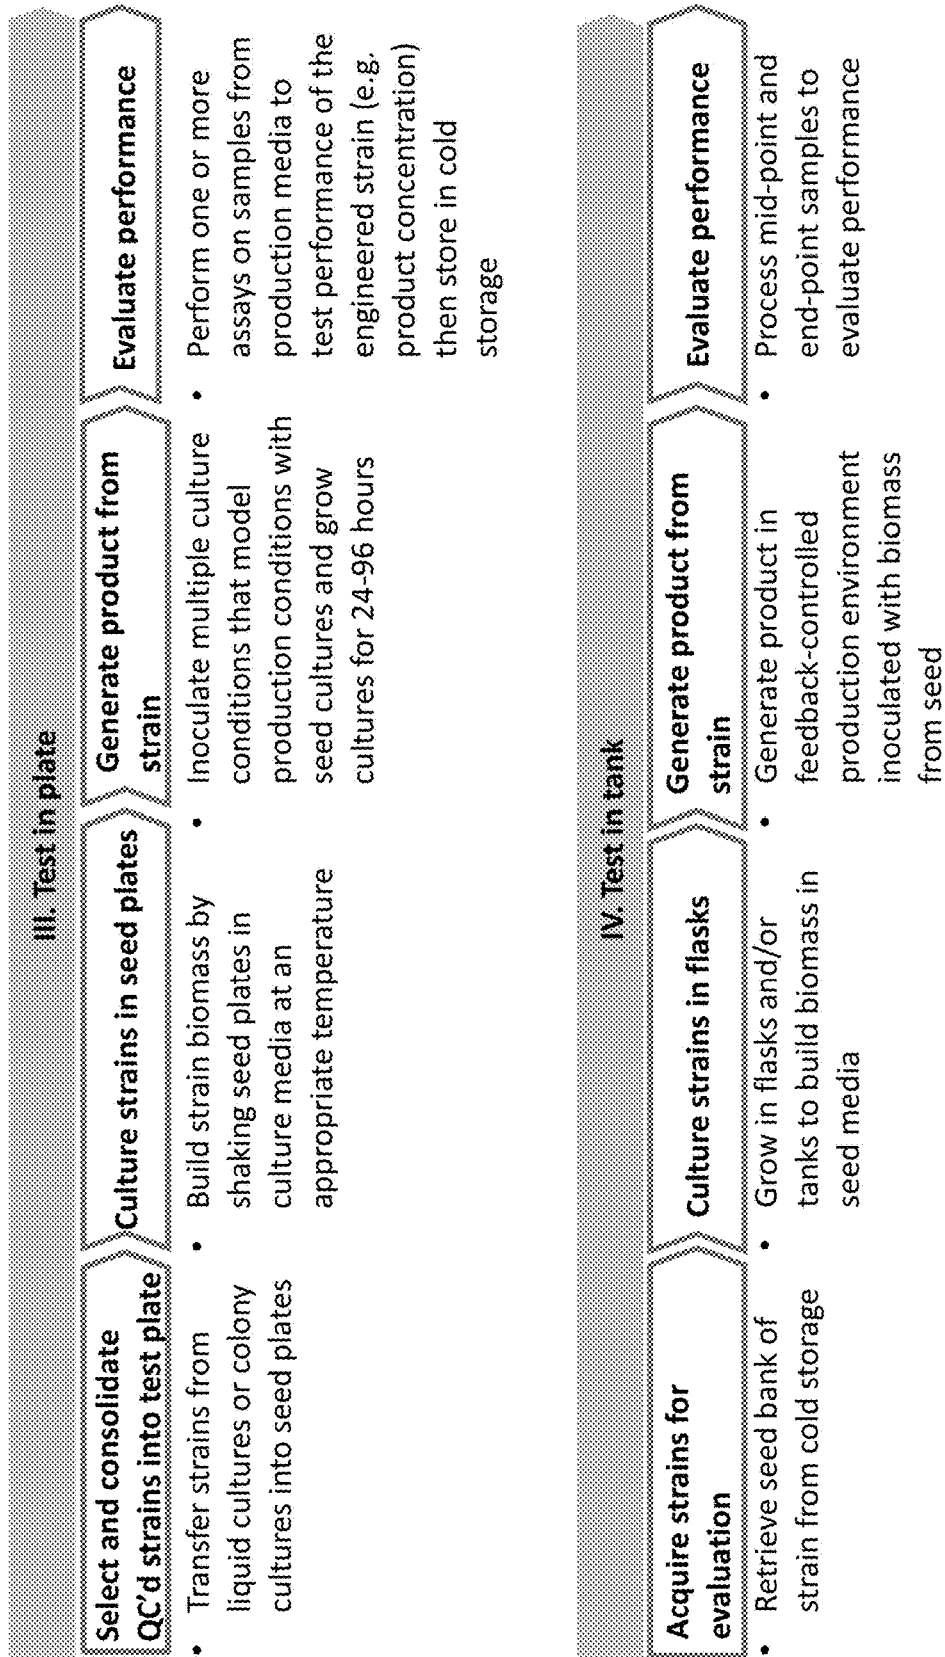 III. Test in plate
Select and consolidate
QC'd strains into test plate
• Transfer strains from
liquid cultures or colony
cultures into seed plates
Culture strains in seed plates
• Build strain biomass by
shaking seed plates in
culture media at an
appropriate temperature
Generate product from
strain
• Inoculate multiple culture
conditions that model
production conditions with
seed cultures and grow
cultures for 24-96 hours
Evaluate performance
• Perform one or more
assays on samples from
production media to
test performance of the
engineered strain (e.g.
product concentration)
then store in cold
storage
IV. Test in tank
Acquire strains for
evaluation
• Retrieve seed bank of
strain from cold storage
Culture strains in flasks
• Grow in flasks and/or
tanks to build biomass in
seed media
Generate product from
strain
• Generate product in
feedback-controlled
production environment
inoculated with biomass
from seed
Evaluate performance
• Process mid-point and
end-point samples to
evaluate performance